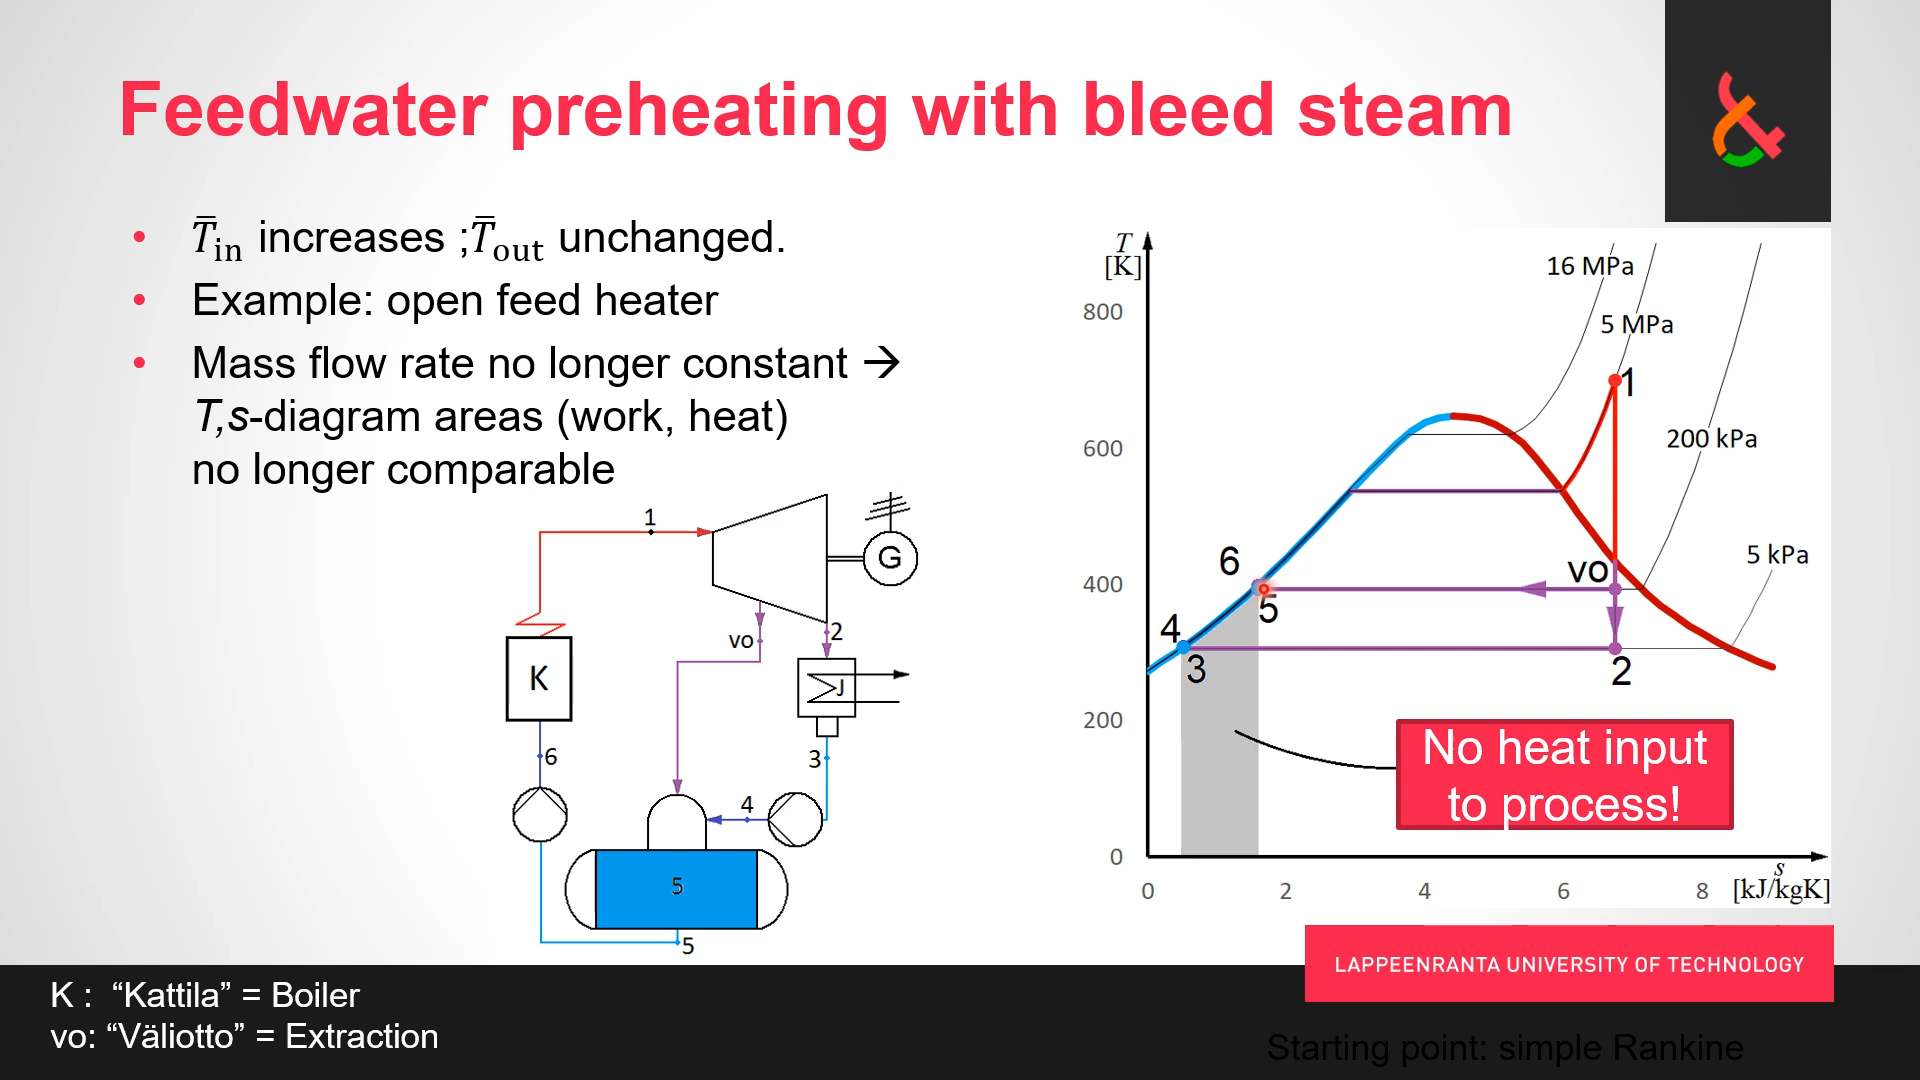 Feedwater preheating with bleed steam
• T̄in increases ;T̄out unchanged.
• Example: open feed heater
• Mass flow rate no longer constant →
T,s-diagram areas (work, heat)
no longer comparable
1
G
vo
2
K
J
6
3
4
5
5
T
[K]
800
600
400
200
0
16 MPa
5 MPa
1
200 kPa
5 kPa
6
vo
5
4
3
2
No heat input
to process!
0
2
4
6
8
s
[kJ/kgK]
LAPPEENRANTA UNIVERSITY OF TECHNOLOGY
K : “Kattila” = Boiler
vo: “Väliotto” = Extraction
Starting point: simple Rankine